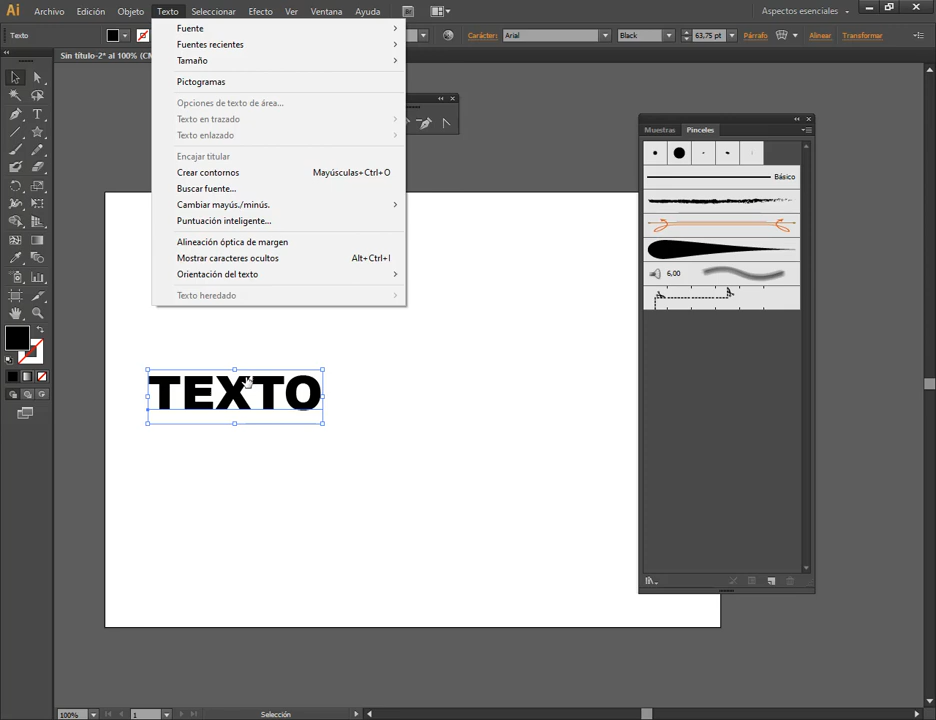 Ai Archivo Edición Objeto Texto Seleccionar Efecto Ver Ventana Ayuda Br Aspectos esenciales
Texto Carácter: Arial Black 63,75 pt Párrafo Alinear Transformar
Sin título-2* al 100%
Fuente
Fuentes recientes
Tamaño
Pictogramas
Opciones de texto de área...
Texto en trazado
Texto enlazado
Encajar titular
Crear contornos Mayúsculas+Ctrl+O
Buscar fuente...
Cambiar mayús./minús.
Puntuación inteligente...
Alineación óptica de margen
Mostrar caracteres ocultos Alt+Ctrl+I
Orientación del texto
Texto heredado
Muestras Pinceles
Básico
6,00
TEXTO
100% 1 Selección